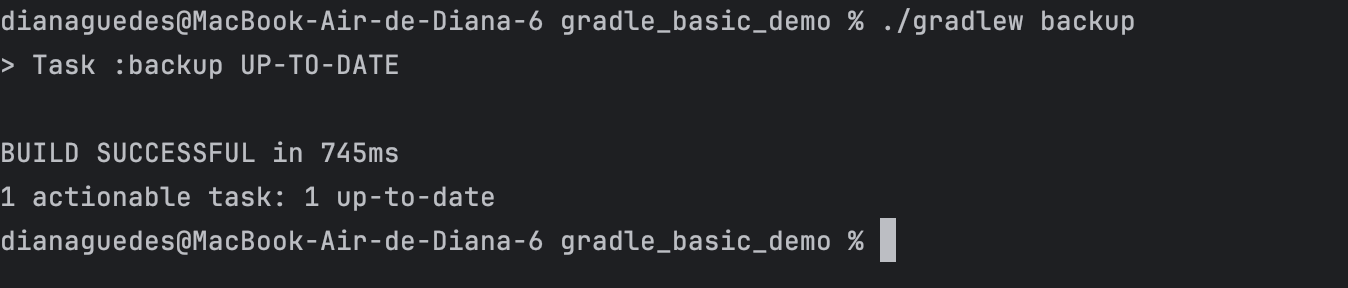 dianaguedes@MacBook-Air-de-Diana-6 gradle_basic_demo % ./gradlew backup
> Task :backup UP-TO-DATE
BUILD SUCCESSFUL in 745ms
1 actionable task: 1 up-to-date
dianaguedes@MacBook-Air-de-Diana-6 gradle_basic_demo %